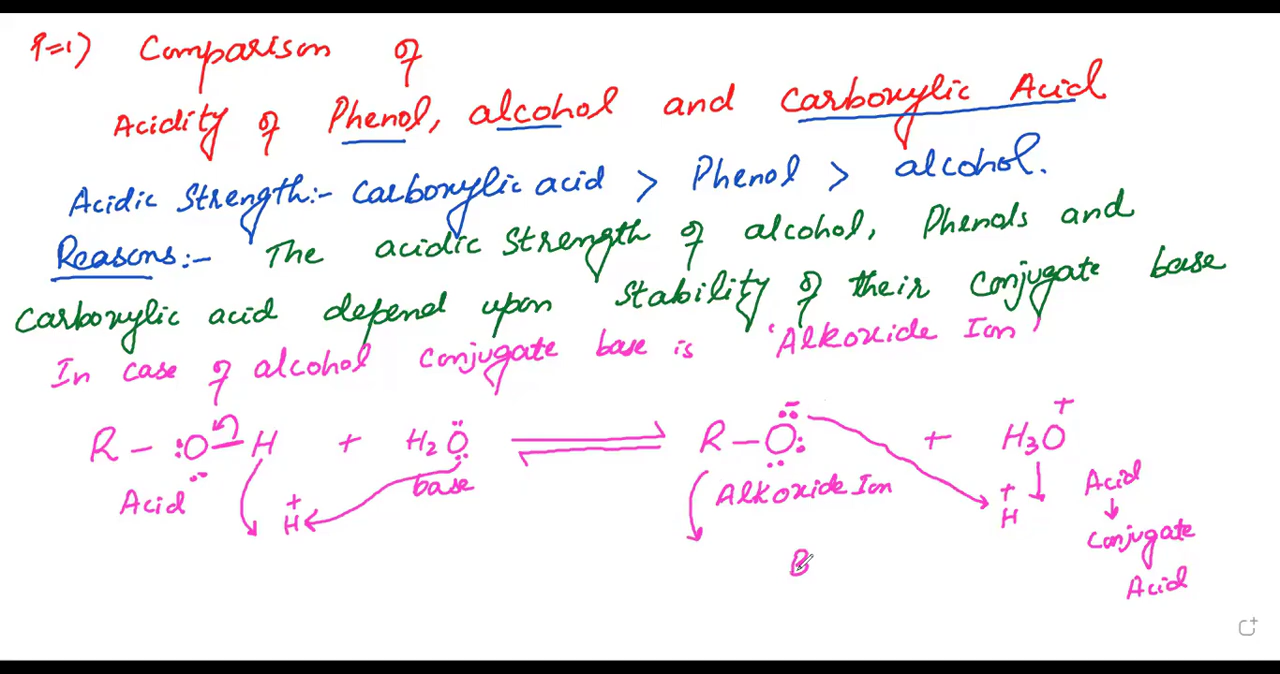 q=1) Comparison of
Acidity of Phenol, alcohol and Carboxylic Acid
Acidic Strength:- Carboxylic acid > Phenol > alcohol.
Reasons:- The acidic strength of alcohol, Phenols and
Carboxylic acid depend upon stability of their conjugate base
In case of alcohol conjugate base is 'Alkoxide Ion'
R - :O - H + H2O ⇌ R - O: + H3O+
Acid H+ base Alkoxide Ion H+ Acid
Conjugate
Acid
B